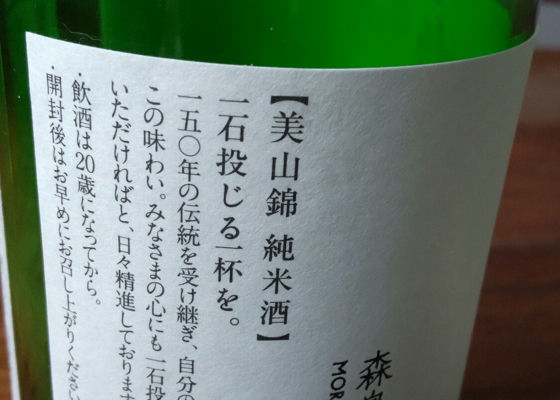 【美山錦 純米酒】
一石投じる一杯を。
一五〇年の伝統を受け継ぎ、自分の
この味わい。みなさまの心にも一石投
いただければと、日々精進しております
・飲酒は20歳になってから。
・開封後はお早めにお召し上がりください
森
MOR